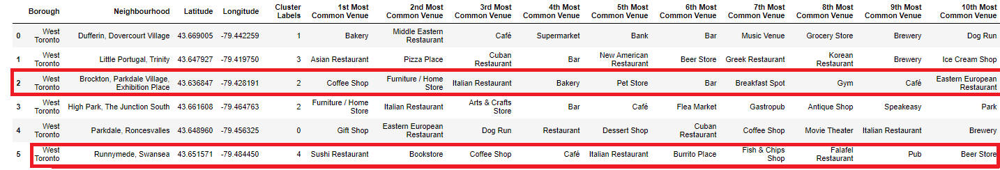 Borough Neighbourhood Latitude Longitude Cluster Labels 1st Most Common Venue 2nd Most Common Venue 3rd Most Common Venue 4th Most Common Venue 5th Most Common Venue 6th Most Common Venue 7th Most Common Venue 8th Most Common Venue 9th Most Common Venue 10th Most Common Venue
0 West Toronto Dufferin, Dovercourt Village 43.669005 -79.442259 1 Bakery Middle Eastern Restaurant Café Supermarket Bank Bar Music Venue Grocery Store Brewery Dog Run
1 West Toronto Little Portugal, Trinity 43.647927 -79.419750 3 Asian Restaurant Pizza Place Cuban Restaurant Bar New American Restaurant Beer Store Greek Restaurant Korean Restaurant Brewery Ice Cream Shop
2 West Toronto Brockton, Parkdale Village, Exhibition Place 43.636847 -79.428191 2 Coffee Shop Furniture / Home Store Italian Restaurant Bakery Pet Store Bar Breakfast Spot Gym Café Eastern European Restaurant
3 West Toronto High Park, The Junction South 43.661608 -79.464763 2 Furniture / Home Store Italian Restaurant Arts & Crafts Store Bar Café Flea Market Gastropub Antique Shop Speakeasy Park
4 West Toronto Parkdale, Roncesvalles 43.648960 -79.456325 0 Gift Shop Eastern European Restaurant Dog Run Restaurant Dessert Shop Cuban Restaurant Coffee Shop Movie Theater Italian Restaurant Brewery
5 West Toronto Runnymede, Swansea 43.651571 -79.484450 4 Sushi Restaurant Bookstore Coffee Shop Café Italian Restaurant Burrito Place Fish & Chips Shop Falafel Restaurant Pub Beer Store